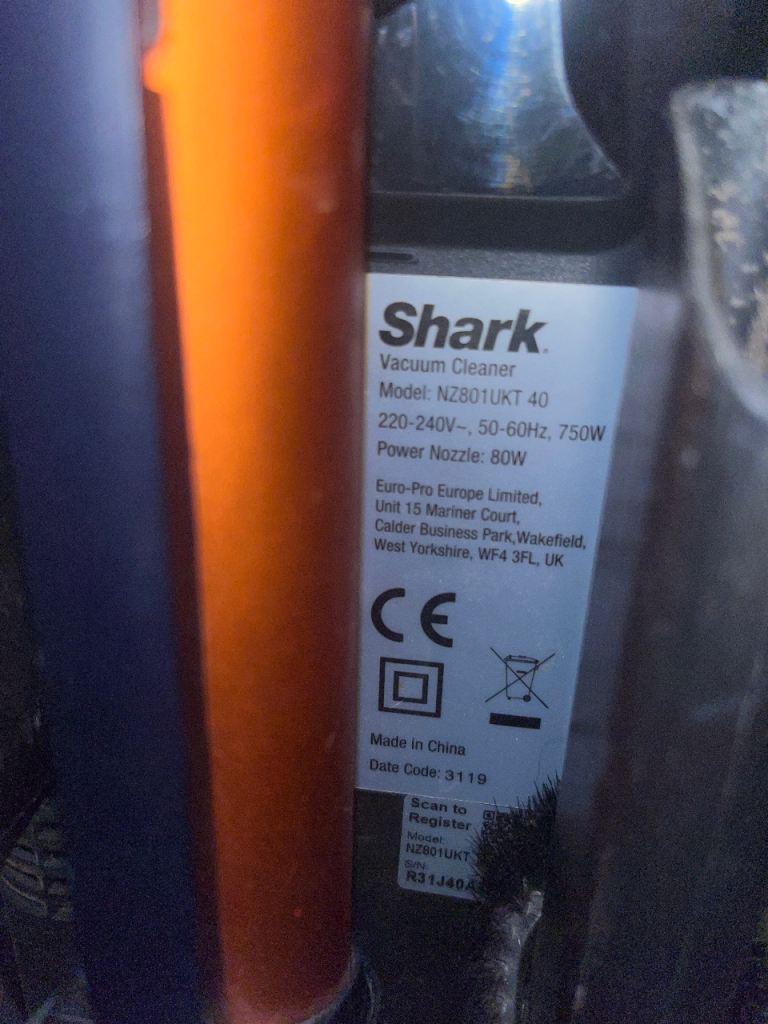 Shark
Vacuum Cleaner
Model: NZ801UKT 40
220-240V~, 50-60Hz, 750W
Power Nozzle: 80W
Euro-Pro Europe Limited,
Unit 15 Mariner Court,
Calder Business Park,Wakefield,
West Yorkshire, WF4 3FL, UK
CE
Made in China
Date Code: 3119
Scan to
Register
Model:
NZ801UKT
S/N:
R31J40A